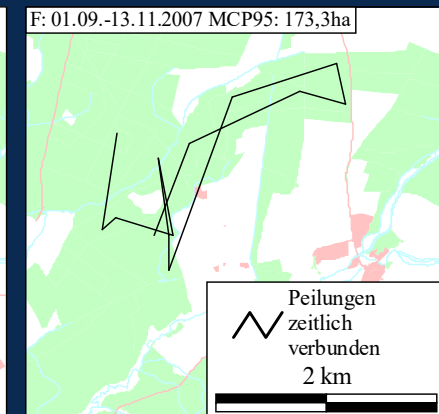 F: 01.09.-13.11.2007 MCP95: 173,3ha
Peilungen
zeitlich
verbunden
2 km